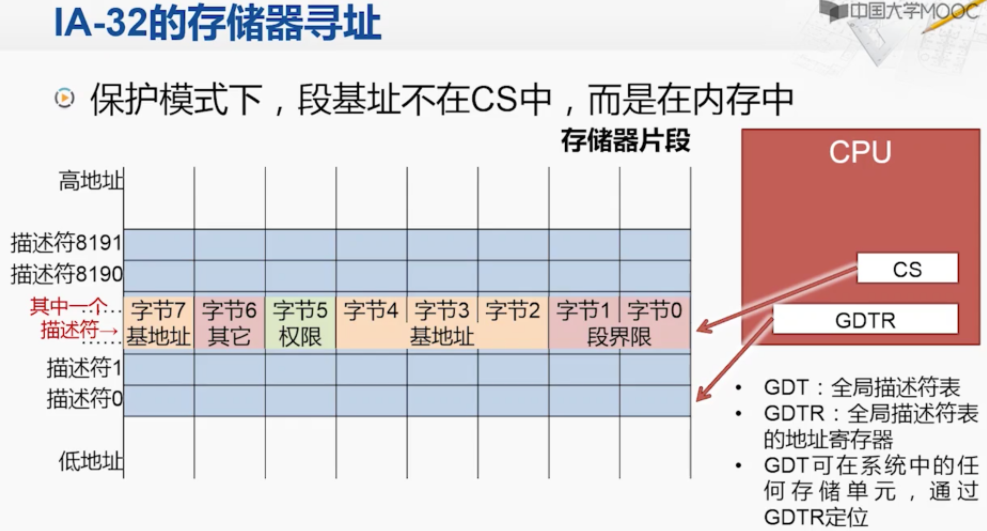 IA-32的存储器寻址
中国大学MOOC
保护模式下，段基址不在CS中，而是在内存中
存储器片段
CPU
高地址
描述符8191
描述符8190
CS
其中一个……
字节7 字节6 字节5 字节4 字节3 字节2 字节1 字节0
描述符→
基地址 其它 权限 基地址 段界限
GDTR
……
描述符1
描述符0
低地址
• GDT：全局描述符表
• GDTR：全局描述符表
的地址寄存器
• GDT可在系统中的任
何存储单元，通过
GDTR定位